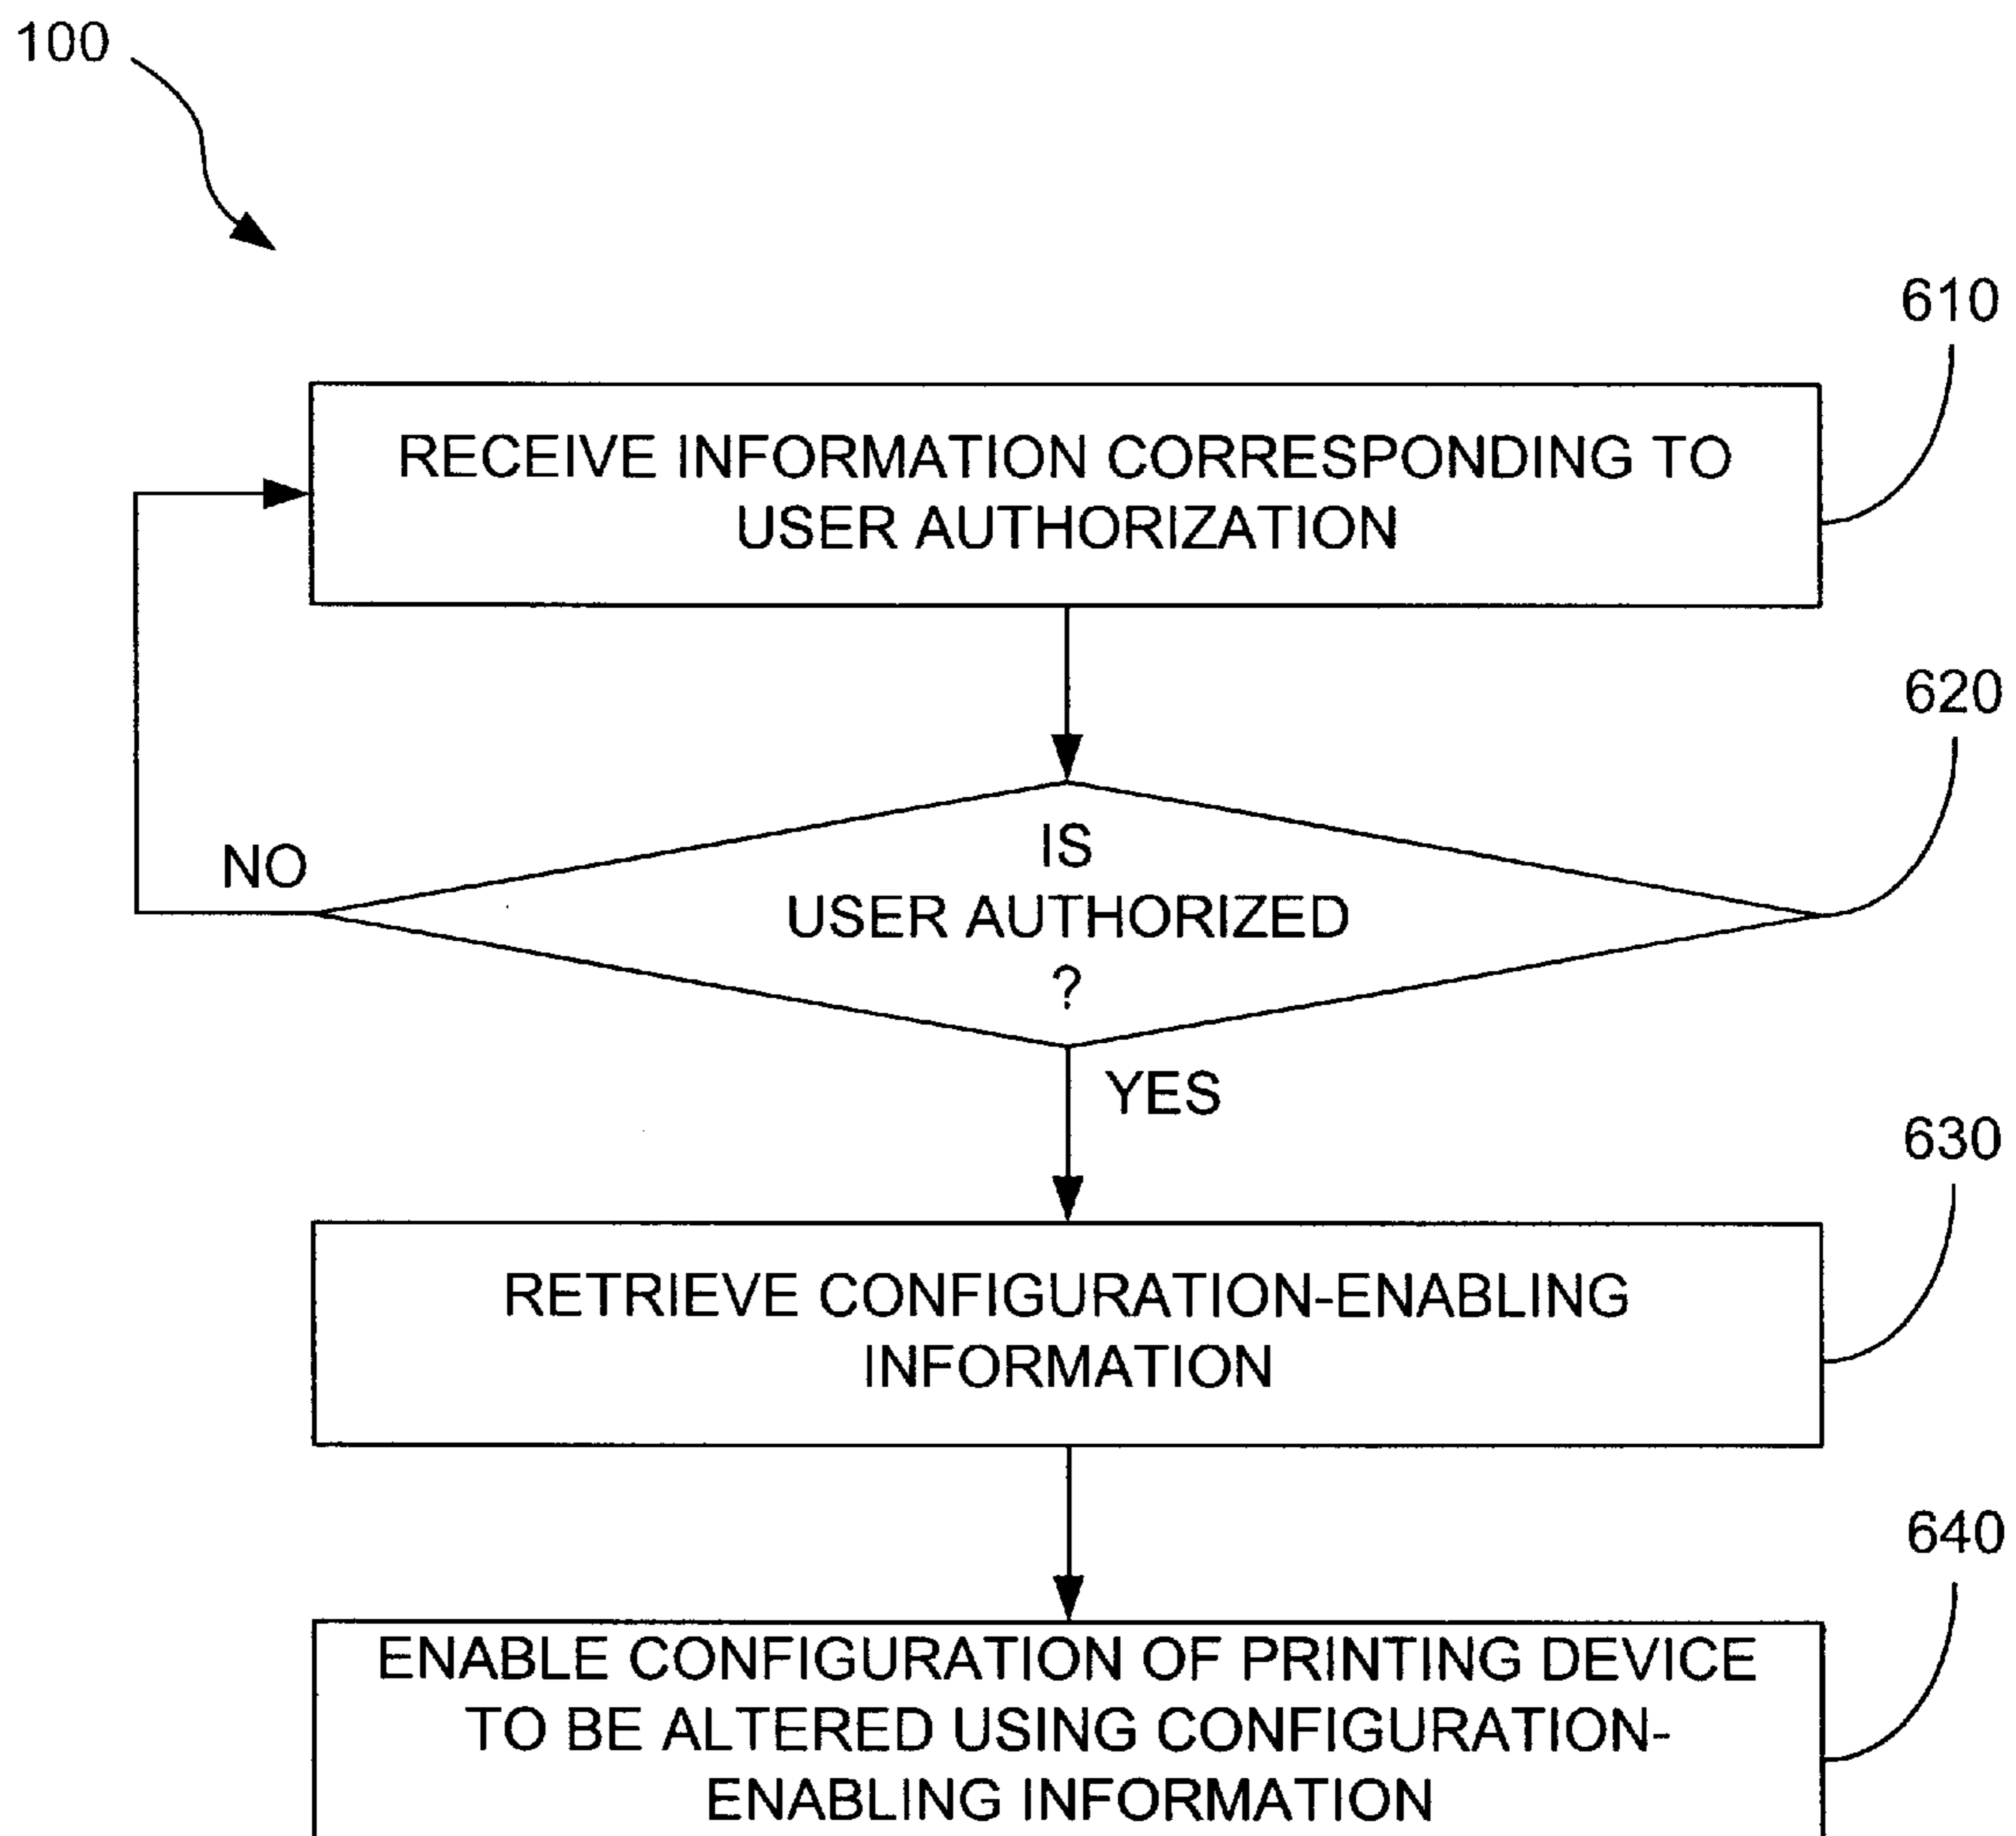 100
610
RECEIVE INFORMATION CORRESPONDING TO
USER AUTHORIZATION
620
IS
USER AUTHORIZED
?
NO
YES
630
RETRIEVE CONFIGURATION-ENABLING
INFORMATION
640
ENABLE CONFIGURATION OF PRINTING DEVICE
TO BE ALTERED USING CONFIGURATION-
ENABLING INFORMATION